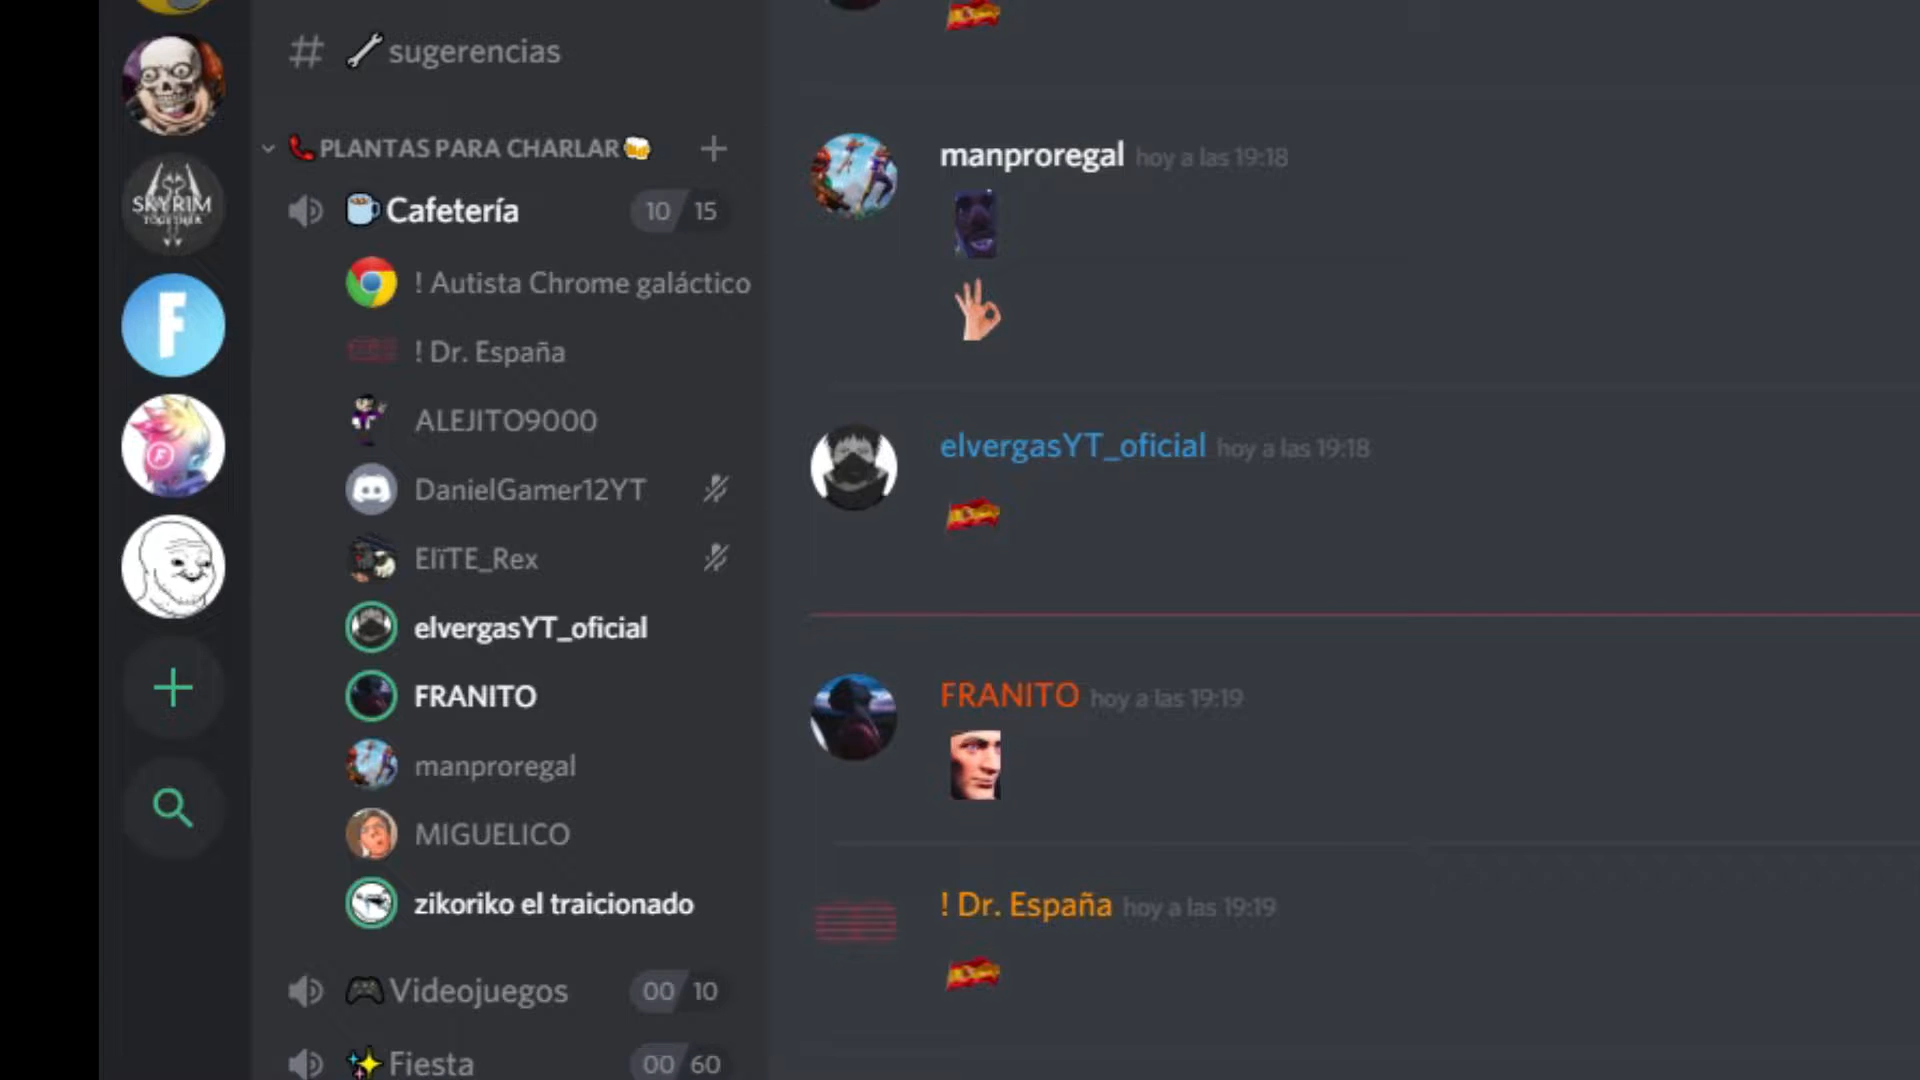 # sugerencias
PLANTAS PARA CHARLAR +
Cafetería 10 / 15
! Autista Chrome galáctico
! Dr. España
ALEJITO9000
DanielGamer12YT
EliTE_Rex
elvergasYT_oficial
FRANITO
manproregal
MIGUELICO
zikoriko el traicionado
Videojuegos 00 / 10
Fiesta 00 / 60
SKYRIM
TOGETHER
F
F
+
manproregal hoy a las 19:18
elvergasYT_oficial hoy a las 19:18
FRANITO hoy a las 19:19
! Dr. España hoy a las 19:19